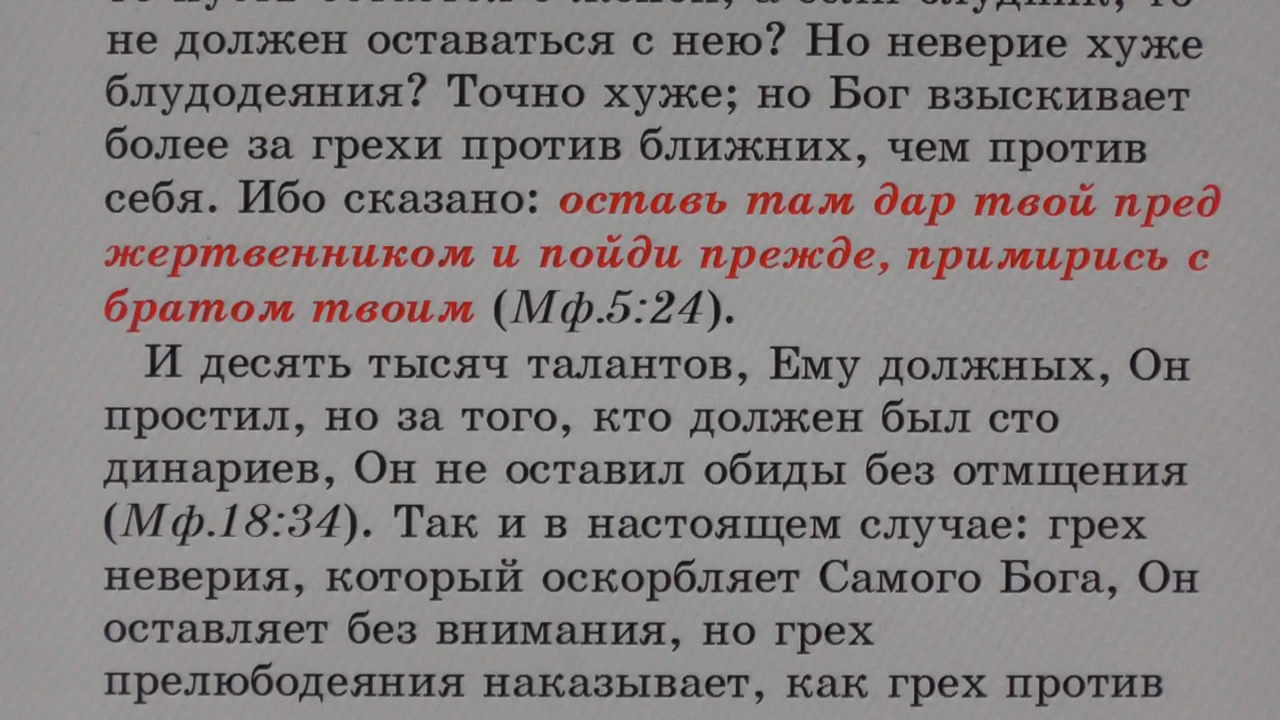 не должен оставаться с нею? Но неверие хуже
блудодеяния? Точно хуже; но Бог взыскивает
более за грехи против ближних, чем против
себя. Ибо сказано: оставь там дар твой пред
жертвенником и пойди прежде, примирись с
братом твоим (Мф.5:24).
И десять тысяч талантов, Ему должных, Он
простил, но за того, кто должен был сто
динариев, Он не оставил обиды без отмщения
(Мф.18:34). Так и в настоящем случае: грех
неверия, который оскорбляет Самого Бога, Он
оставляет без внимания, но грех
прелюбодеяния наказывает, как грех против